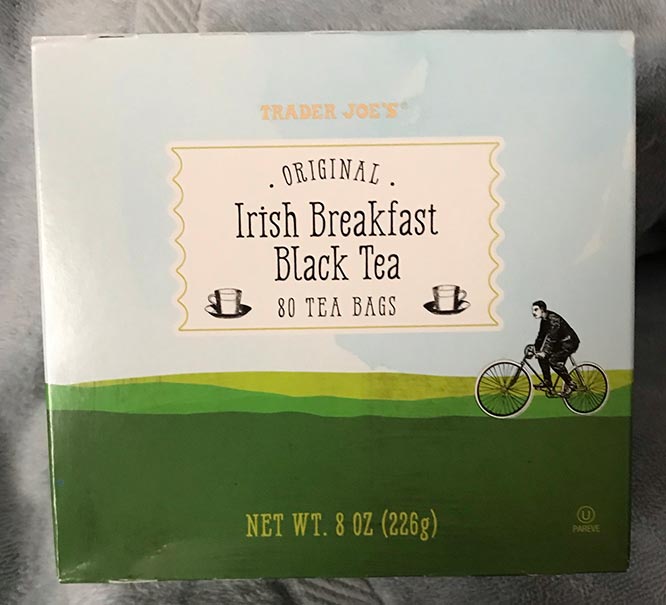 TRADER JOE'S®
· ORIGINAL ·
Irish Breakfast
Black Tea
80 TEA BAGS
NET WT. 8 OZ (226g)
U
PAREVE